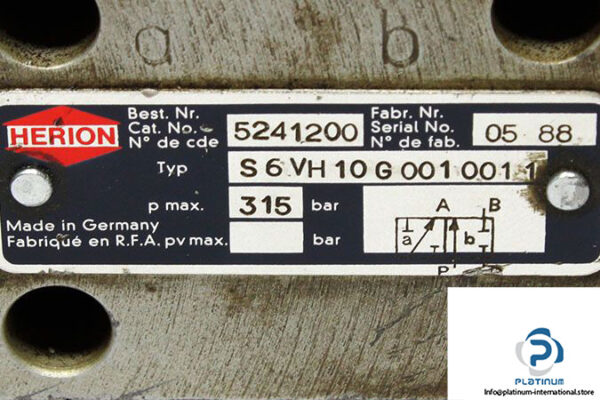 a b
HERION
Best. Nr.
Cat. No.
N° de cde
5241200
Fabr. Nr.
Serial No.
N° de fab.
05 88
Typ
S 6 VH 10 G 001 001 1
p max. 315 bar
Made in Germany
Fabriqué en R.F.A. pv max. bar
A B
a b
P
PLATINUM
https://platinum-international.store